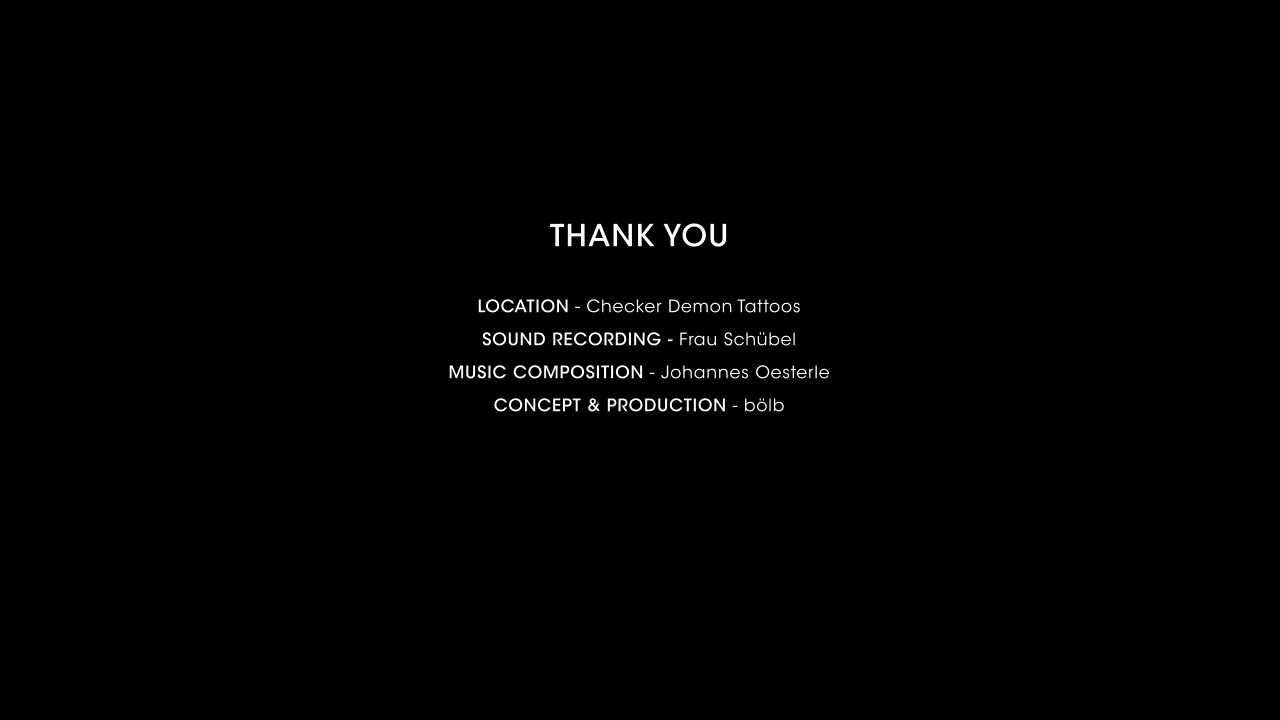 THANK YOU
LOCATION - Checker Demon Tattoos
SOUND RECORDING - Frau Schübel
MUSIC COMPOSITION - Johannes Oesterle
CONCEPT & PRODUCTION - bölb